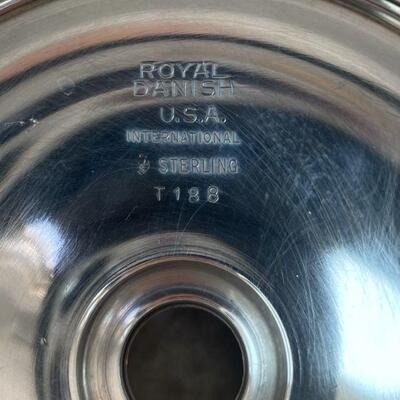 ROYAL
DANISH
U.S.A.
INTERNATIONAL
STERLING
T188